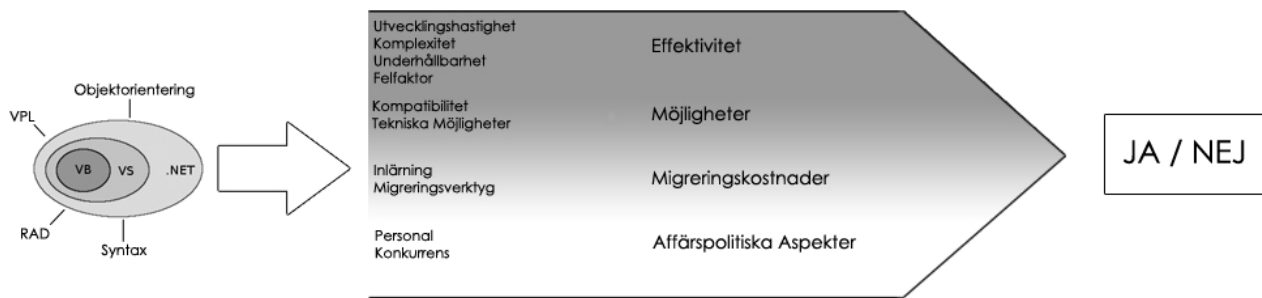 Objektorientering
VPL
VB
VS
.NET
RAD
Syntax
Utvecklingshastighet
Komplexitet
Underhållbarhet
Felfaktor
Effektivitet
Kompatibilitet
Tekniska Möjligheter
Möjligheter
Inlärning
Migreringsverktyg
Migreringskostnader
Personal
Konkurrens
Affärspolitiska Aspekter
JA / NEJ